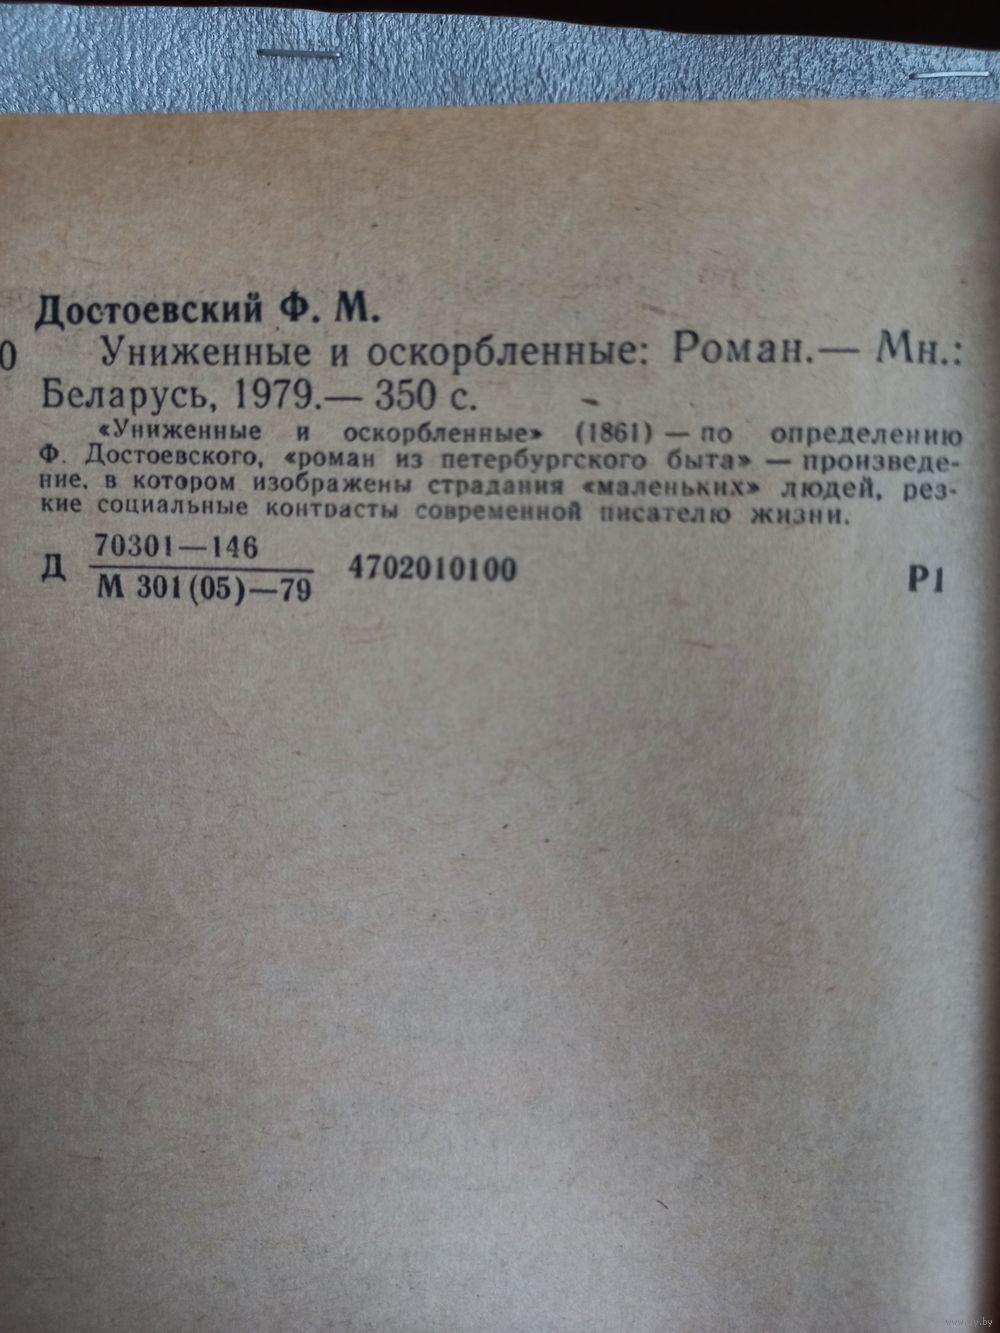 Достоевский Ф. М.
0 Униженные и оскорбленные: Роман.— Мн.:
Беларусь, 1979.— 350 с.
«Униженные и оскорбленные» (1861) — по определению
Ф. Достоевского, «роман из петербургского быта» — произведе-
ние, в котором изображены страдания «маленьких» людей, рез-
кие социальные контрасты современной писателю жизни.
70301—146
Д 4702010100 Р1
М 301(05)—79